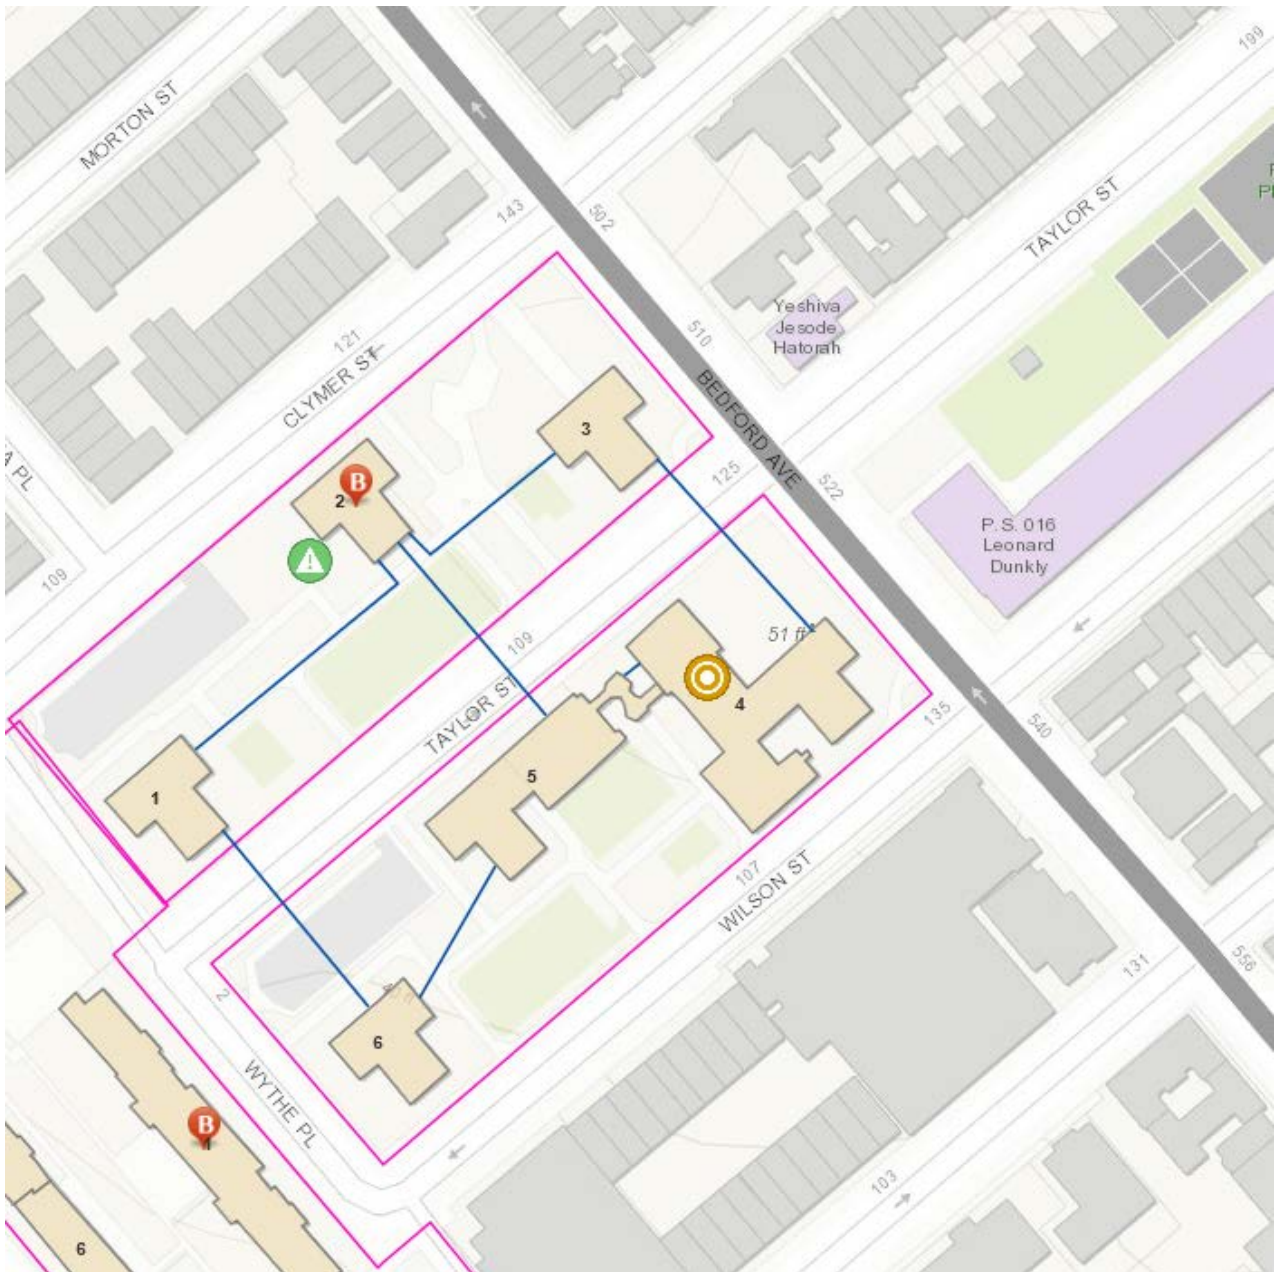 199
MORTON ST
143
502
TAYLOR ST
P
Pl
Yeshiva
Jesode
Hatorah
510
121
CLYMER ST
BEDFORD AVE
3
125
522
A PL
B
2
P. S. 016
Leonard
Dunkly
109
109
51 ft
4
TAYLOR ST
135
540
5
1
107
WILSON ST
556
131
2
6
WYTHE PL
B
103
6